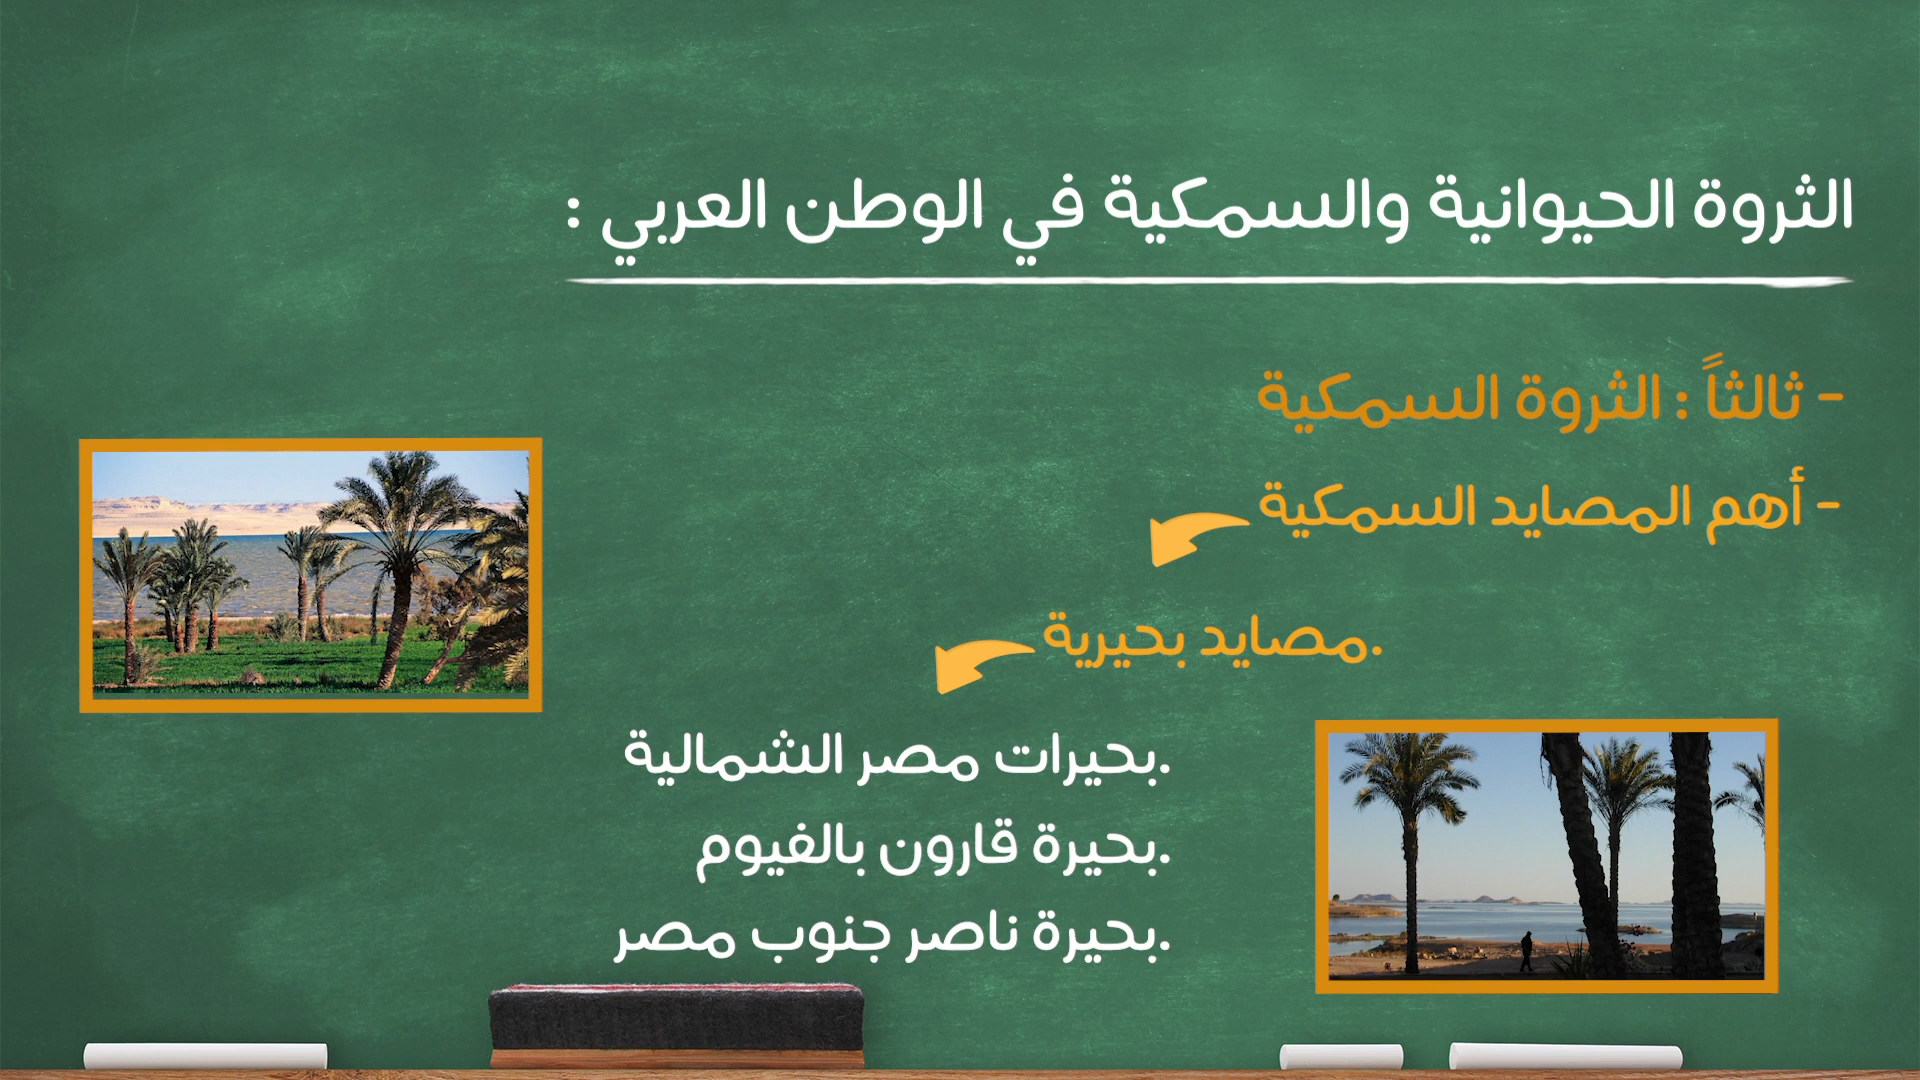 الثروة الحيوانية والسمكية في الوطن العربي :
- ثالثاً : الثروة السمكية
- أهم المصايد السمكية
.مصايد بحيرية
.بحيرات مصر الشمالية
.بحيرة قارون بالفيوم
.بحيرة ناصر جنوب مصر